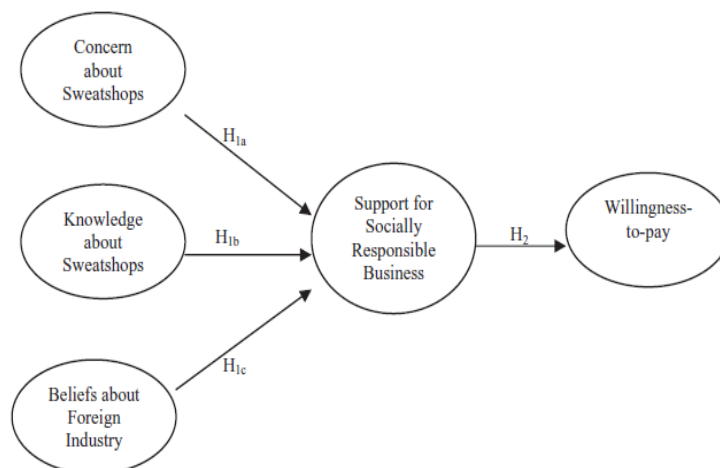 Concern
about
Sweatshops
H1a
Knowledge
about
Sweatshops
H1b
Support for
Socially
Responsible
Business
H2
Willingness-
to-pay
H1c
Beliefs about
Foreign
Industry